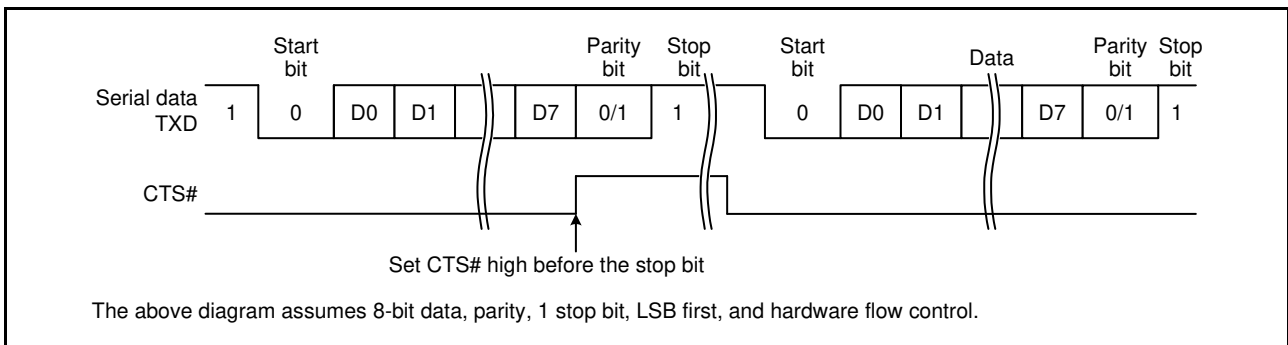 Start bit Parity bit Stop bit Start bit Data Parity bit Stop bit
Serial data TXD 1 0 D0 D1 D7 0/1 1 0 D0 D1 D7 0/1 1
CTS#
Set CTS# high before the stop bit
The above diagram assumes 8-bit data, parity, 1 stop bit, LSB first, and hardware flow control.